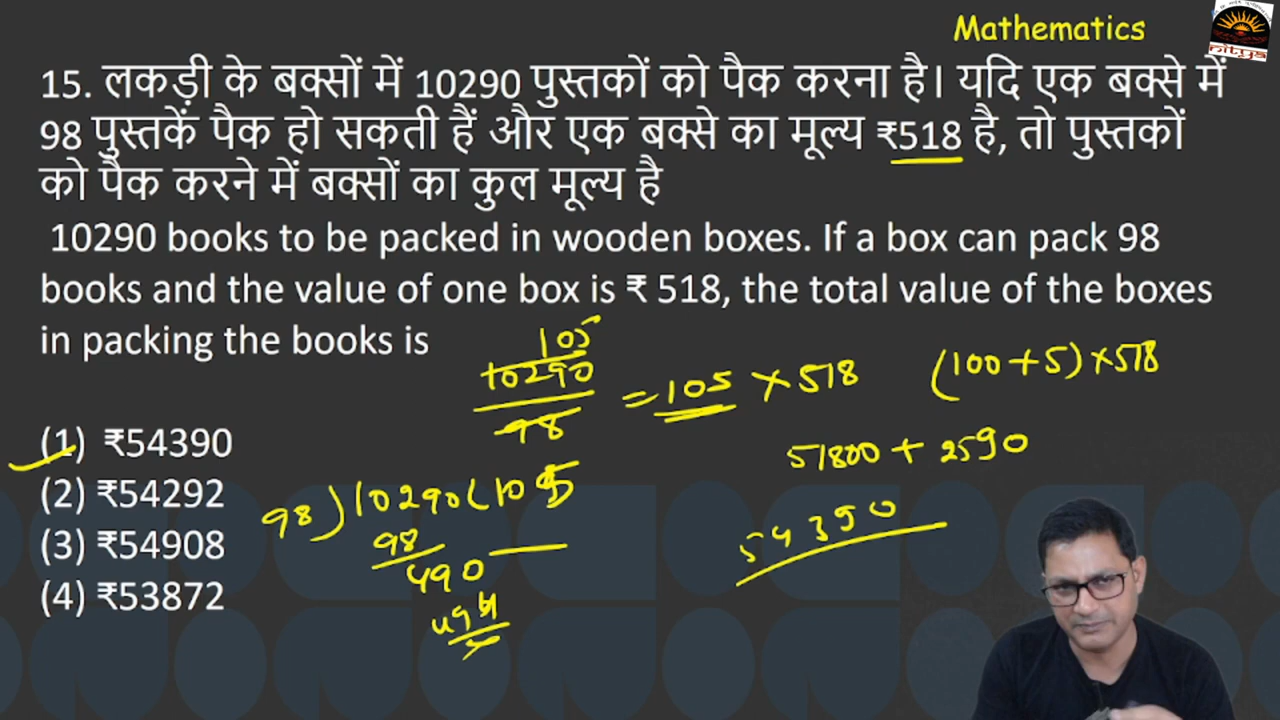 Mathematics
nitya
15. लकड़ी के बक्सों में 10290 पुस्तकों को पैक करना है। यदि एक बक्से में
98 पुस्तकें पैक हो सकती हैं और एक बक्से का मूल्य ₹518 है, तो पुस्तकों
को पैक करने में बक्सों का कुल मूल्य है
10290 books to be packed in wooden boxes. If a box can pack 98
books and the value of one box is ₹ 518, the total value of the boxes
in packing the books is
105
10290
98
= 105 × 518
(100+5)×518
51800 + 2590
54390
(1) ₹54390
(2) ₹54292
(3) ₹54908
(4) ₹53872
98 ) 10290 ( 105
98
490